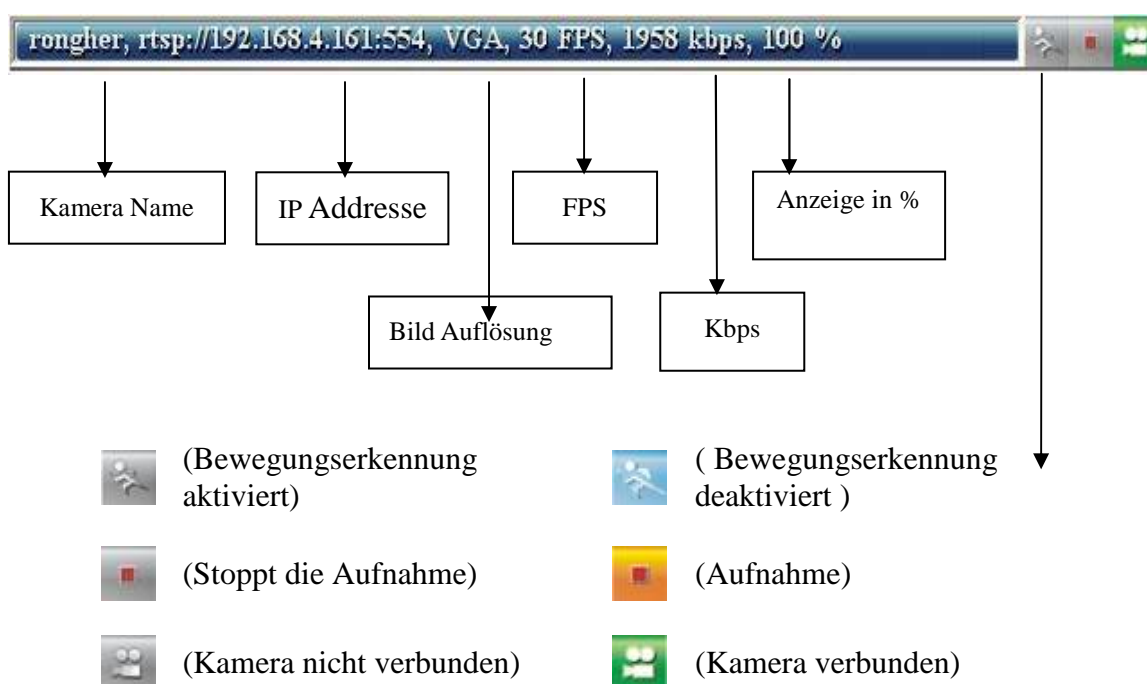 rongher, rtsp://192.168.4.161:554, VGA, 30 FPS, 1958 kbps, 100 %
Kamera Name
IP Addresse
FPS
Anzeige in %
Bild Auflösung
Kbps
(Bewegungserkennung
aktiviert)
( Bewegungserkennung
deaktiviert )
(Stoppt die Aufnahme)
(Aufnahme)
(Kamera nicht verbunden)
(Kamera verbunden)